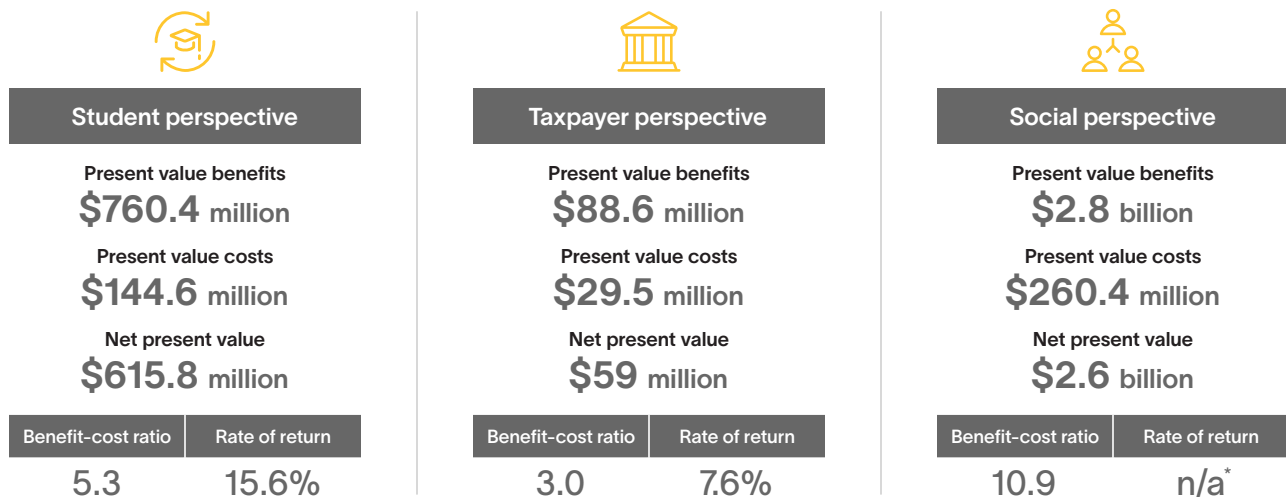 Student perspective
Present value benefits
$760.4 million
Present value costs
$144.6 million
Net present value
$615.8 million
Benefit-cost ratio
Rate of return
5.3
15.6%
Taxpayer perspective
Present value benefits
$88.6 million
Present value costs
$29.5 million
Net present value
$59 million
Benefit-cost ratio
Rate of return
3.0
7.6%
Social perspective
Present value benefits
$2.8 billion
Present value costs
$260.4 million
Net present value
$2.6 billion
Benefit-cost ratio
Rate of return
10.9
n/a*